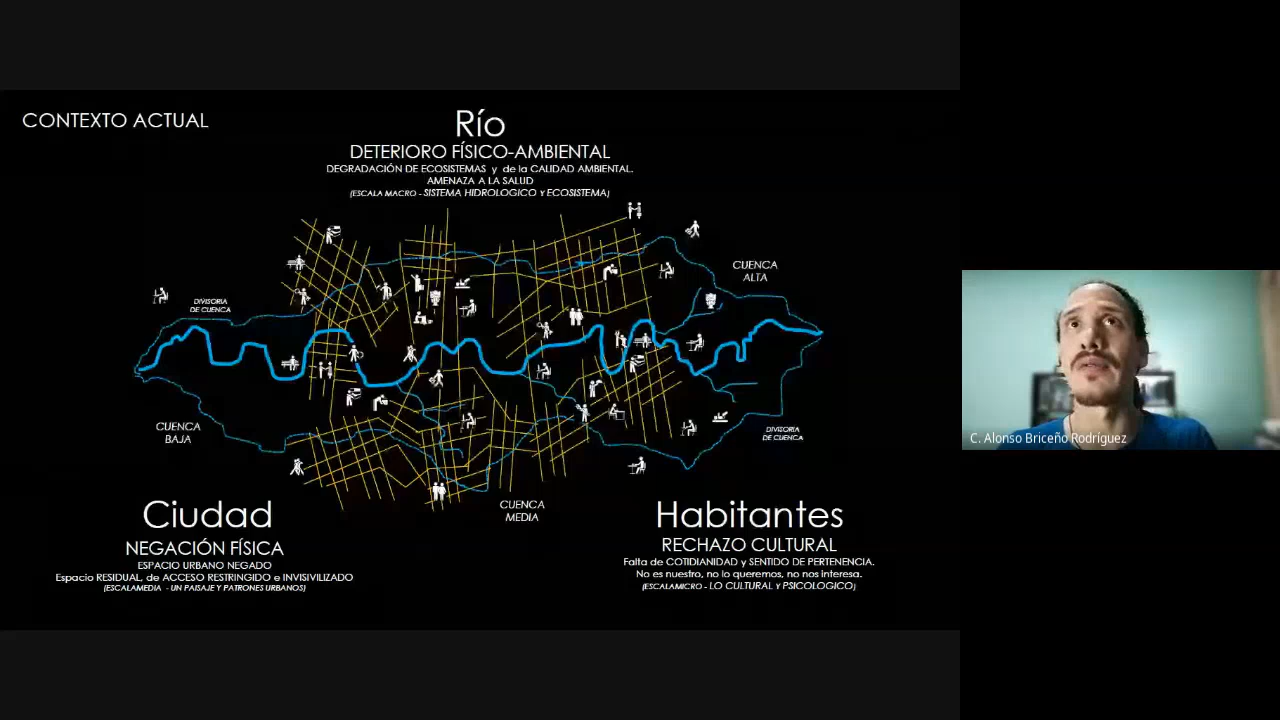 CONTEXTO ACTUAL
Río
DETERIORO FÍSICO-AMBIENTAL
DEGRADACIÓN DE ECOSISTEMAS y de la CALIDAD AMBIENTAL.
AMENAZA A LA SALUD
(ESCALA MACRO - SISTEMA HIDROLOGICO Y ECOSISTEMA)
CUENCA
ALTA
DIVISORIA
DE CUENCA
CUENCA
BAJA
DIVISORIA
DE CUENCA
CUENCA
MEDIA
Ciudad
NEGACIÓN FÍSICA
ESPACIO URBANO NEGADO
Espacio RESIDUAL, de ACCESO RESTRINGIDO e INVISIVILIZADO
(ESCALAMEDIA - UN PAISAJE Y PATRONES URBANOS)
Habitantes
RECHAZO CULTURAL
Falta de COTIDIANIDAD y SENTIDO DE PERTENENCIA.
No es nuestro, no lo queremos, no nos interesa.
(ESCALAMICRO - LO CULTURAL Y PSICOLOGICO)
C. Alonso Briceño Rodríguez